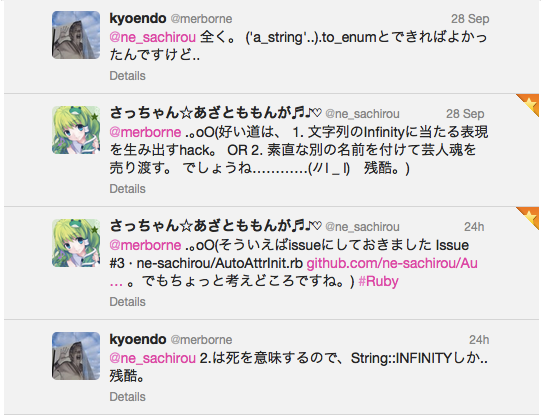 kyoendo @merborne 28 Sep
@ne_sachirou 全く。 ('a_string'..).to_enumとできればよかっ
たんですけど..
Details
さっちゃん☆あざとももんが♬♪♡ @ne_sachirou 28 Sep
@merborne .｡oO(好い道は、 1. 文字列のInfinityに当たる表現
を生み出すhack。 OR 2. 素直な別の名前を付けて芸人魂を
売り渡す。 でしょうね…………(〃l _ l)　残酷。)
Details
さっちゃん☆あざとももんが♬♪♡ @ne_sachirou 24h
@merborne .｡oO(そういえばissueにしておきました Issue
#3 · ne-sachirou/AutoAttrInit.rb github.com/ne-sachirou/Au
… 。でもちょっと考えどころですね。) #Ruby
Details
kyoendo @merborne 24h
@ne_sachirou 2.は死を意味するので、String::INFINITYしか..
残酷。
Details